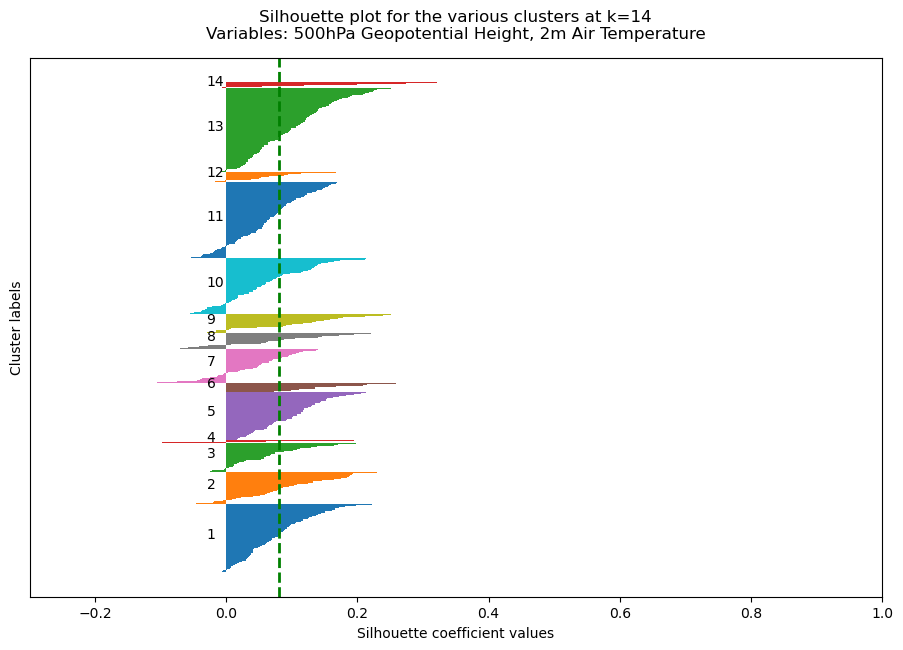 Silhouette plot for the various clusters at k=14
Variables: 500hPa Geopotential Height, 2m Air Temperature
14
13
12
11
10
9
8
7
6
5
4
3
2
1
Cluster labels
−0.2 0.0 0.2 0.4 0.6 0.8 1.0
Silhouette coefficient values